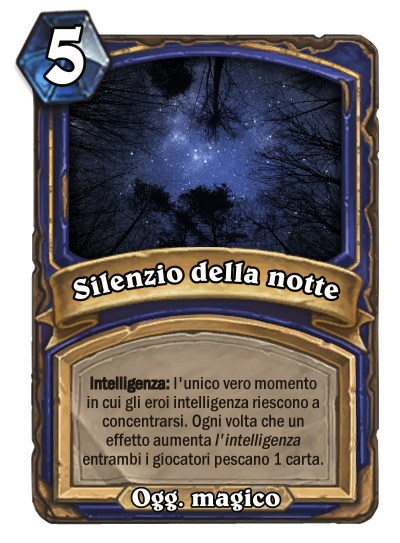 5
Silenzio della notte
Intelligenza: l'unico vero momento
in cui gli eroi intelligenza riescono a
concentrarsi. Ogni volta che un
effetto aumenta l'intelligenza
entrambi i giocatori pescano 1 carta.
Ogg. magico